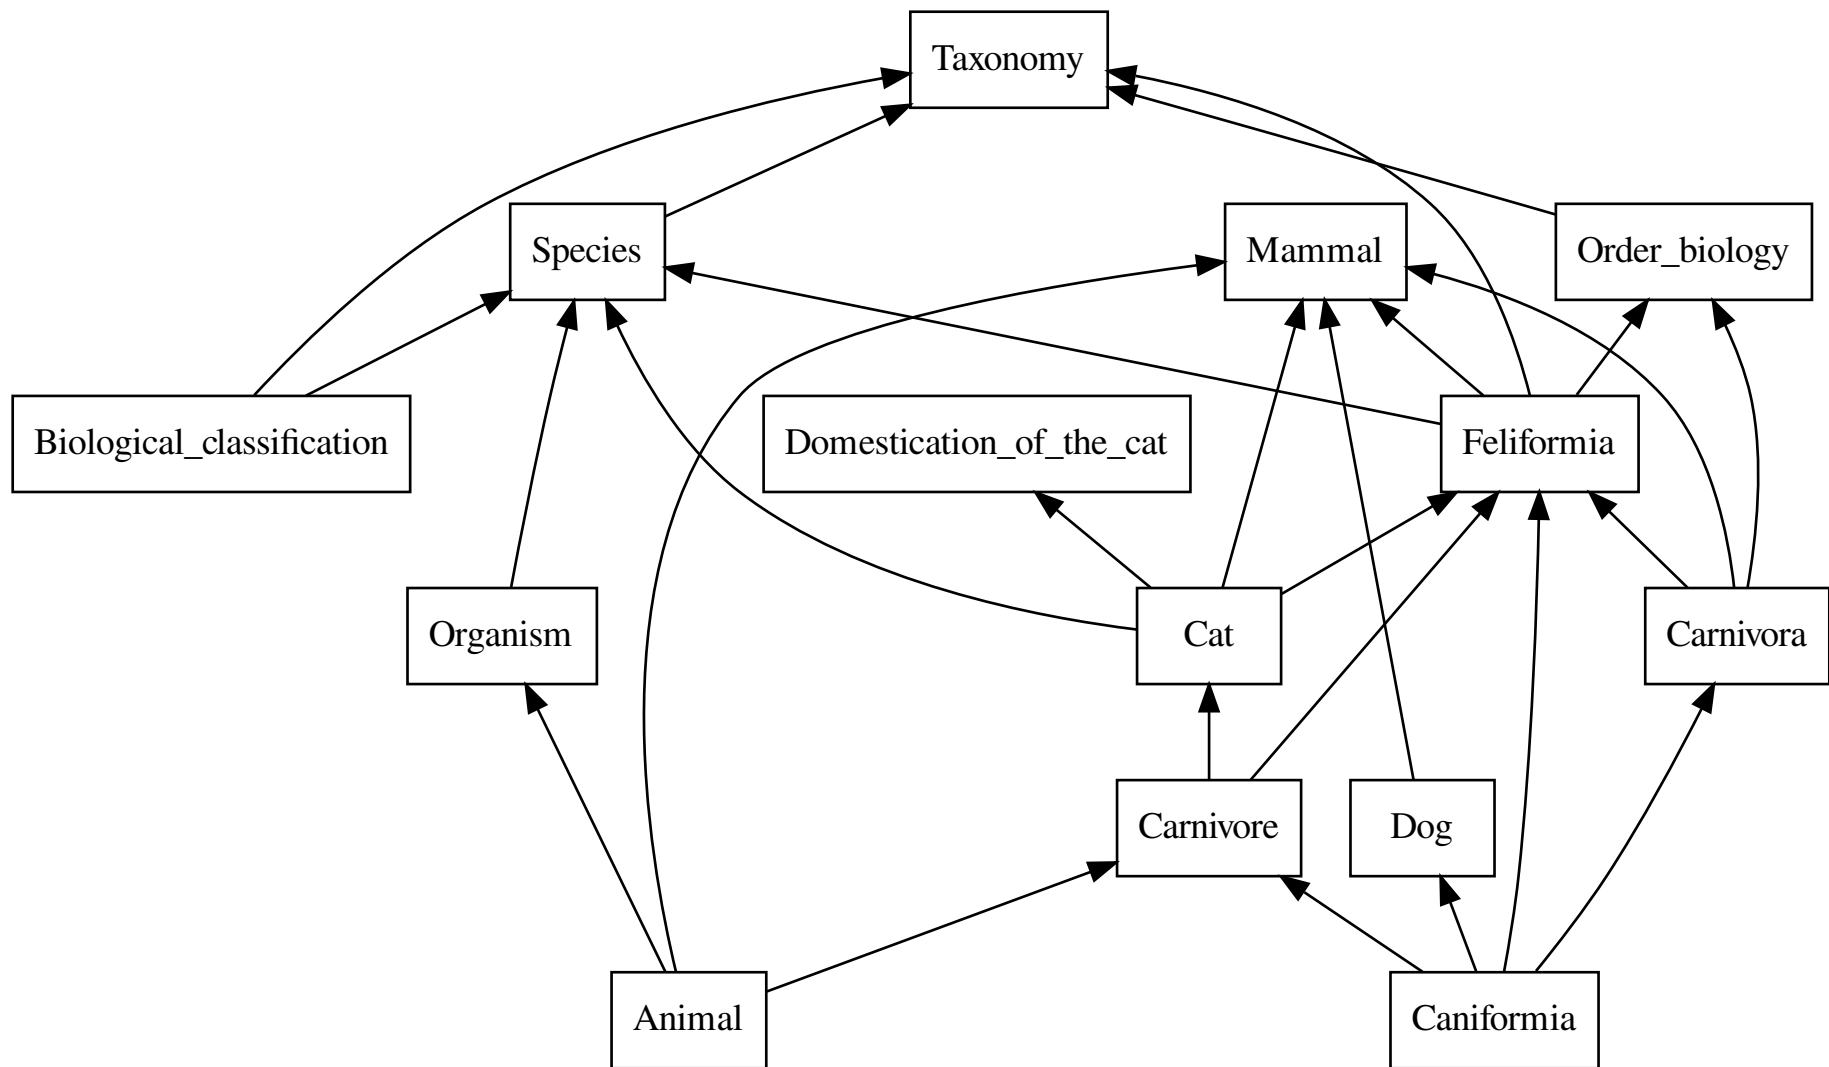 Taxonomy
Species
Mammal
Order_biology
Biological_classification
Domestication_of_the_cat
Feliformia
Organism
Cat
Carnivora
Carnivore
Dog
Animal
Caniformia